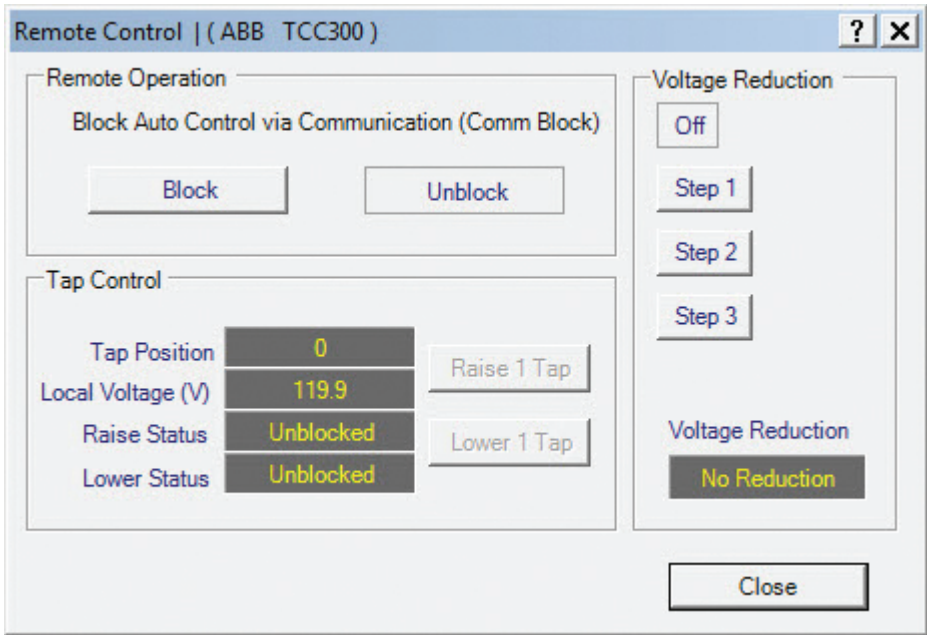 Remote Control | ( ABB TCC300 )
? X
Remote Operation
Block Auto Control via Communication (Comm Block)
Block Unblock
Tap Control
Tap Position 0
Local Voltage (V) 119.9
Raise Status Unblocked
Lower Status Unblocked
Raise 1 Tap
Lower 1 Tap
Voltage Reduction
Off
Step 1
Step 2
Step 3
Voltage Reduction
No Reduction
Close